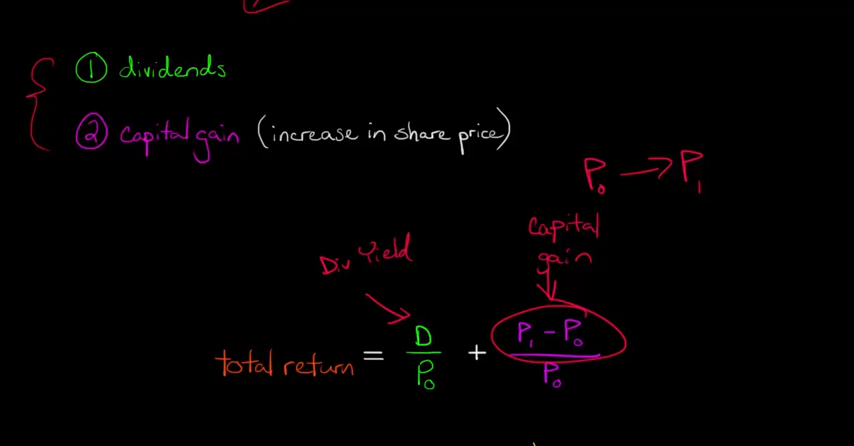 ① dividends
② capital gain (increase in share price)
P₀ → P₁
capital
gain
Div Yield
total return = D/P₀ + (P₁ − P₀)/P₀